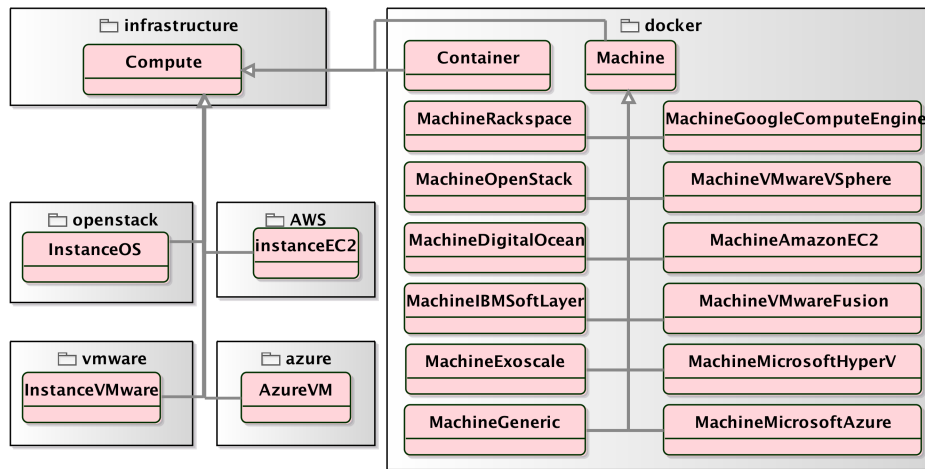 infrastructure
Compute
docker
Container
Machine
MachineRackspace
MachineGoogleComputeEngine
MachineOpenStack
MachineVMwareVSphere
MachineDigitalOcean
MachineAmazonEC2
MachineIBMSoftLayer
MachineVMwareFusion
MachineExoscale
MachineMicrosoftHyperV
MachineGeneric
MachineMicrosoftAzure
openstack
InstanceOS
AWS
instanceEC2
vmware
InstanceVMware
azure
AzureVM